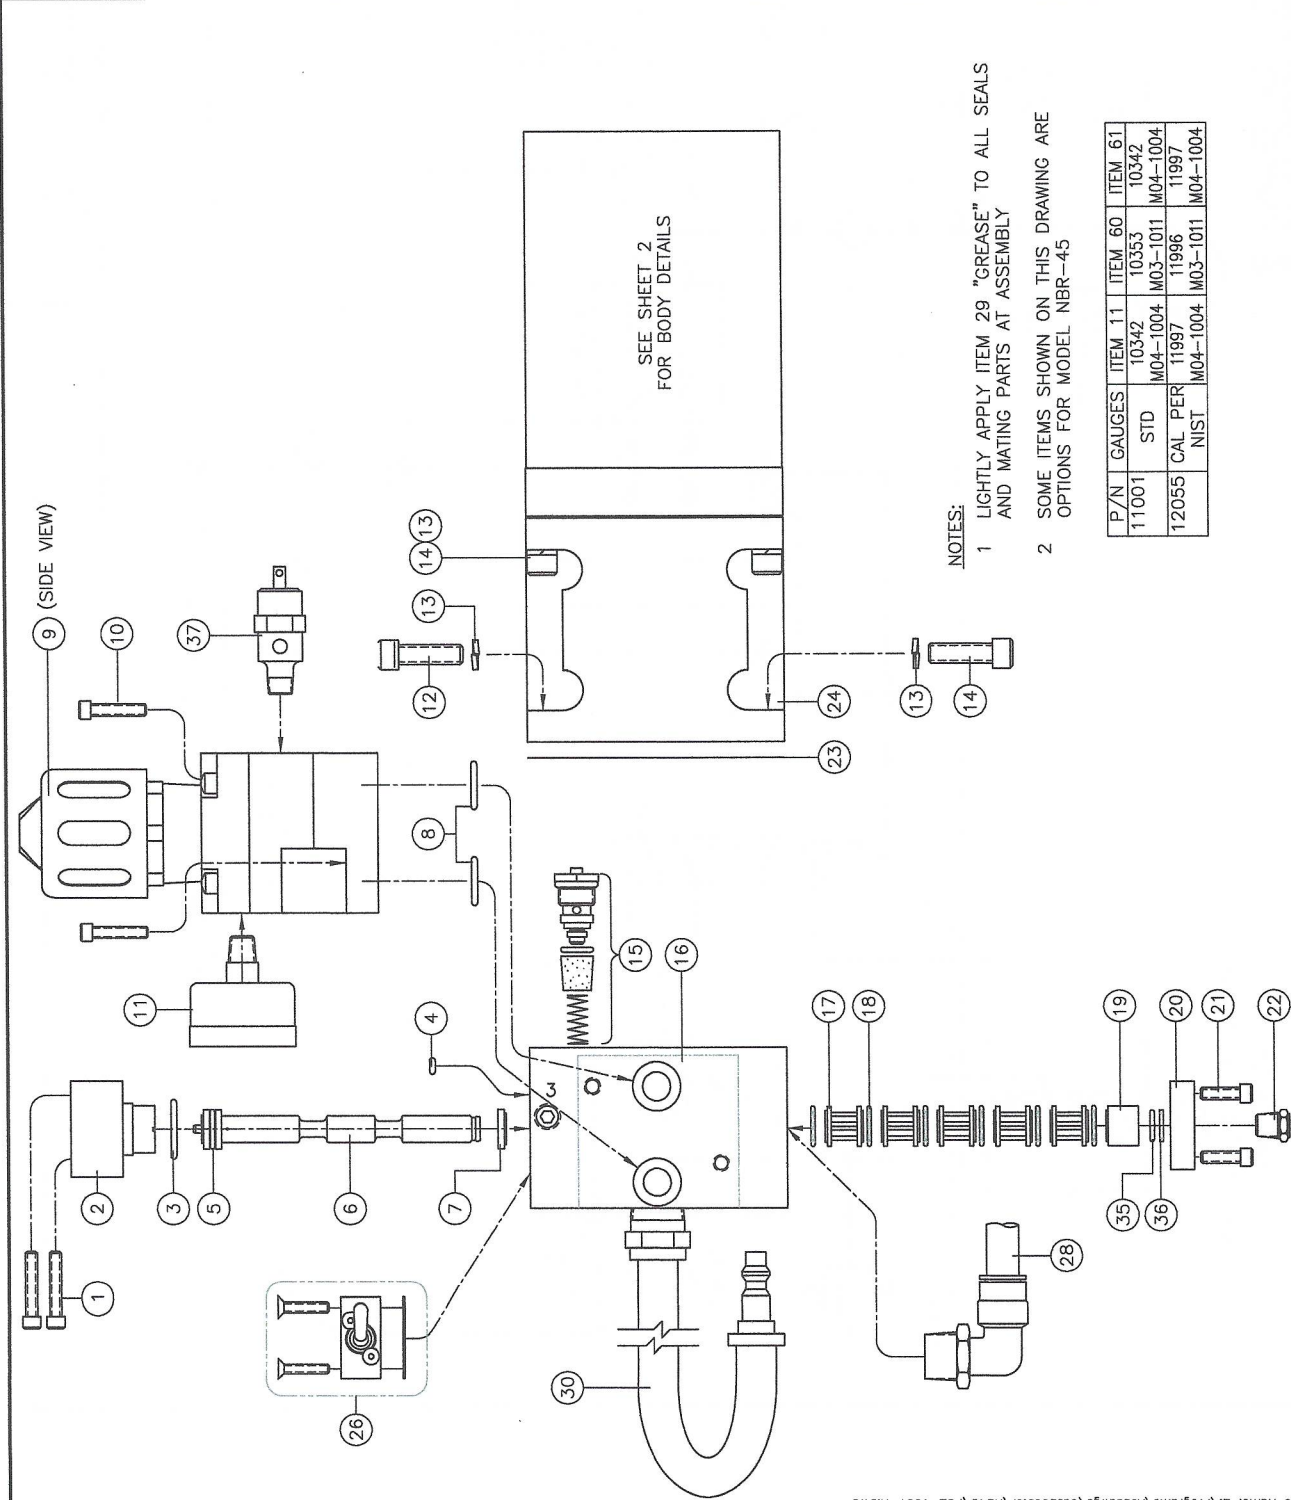 9 (SIDE VIEW)
10
37
11
2
1
3
5
6
7
4
8
13
14 13
12
SEE SHEET 2
FOR BODY DETAILS
13
14
24
23
3
15
16
26
30
17
18
19
20
21
22
35
36
28
NOTES:
1 LIGHTLY APPLY ITEM 29 "GREASE" TO ALL SEALS
AND MATING PARTS AT ASSEMBLY
2 SOME ITEMS SHOWN ON THIS DRAWING ARE
OPTIONS FOR MODEL NBR-45
P/N GAUGES ITEM 11 ITEM 60 ITEM 61
11001 STD 10342 10353 10342
M04-1004 M03-1011 M04-1004
12055 CAL PER 11997 11996 11997
NIST M04-1004 M03-1011 M04-1004